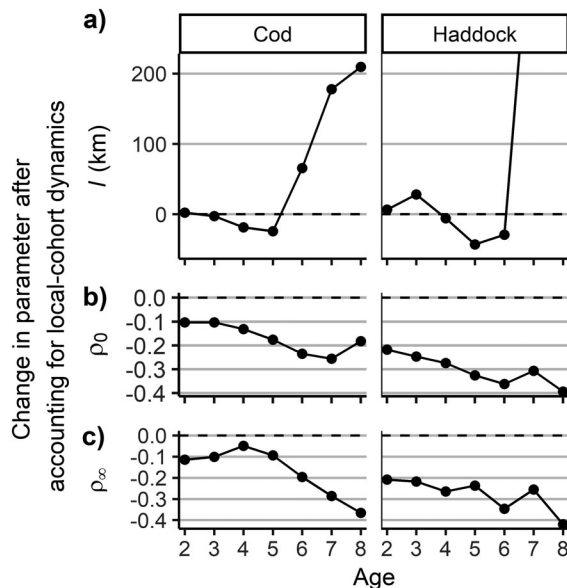 a)
Cod
Haddock
200
100
0
l (km)
b)
0.0
-0.1
-0.2
-0.3
-0.4
ρ0
c)
0.0
-0.1
-0.2
-0.3
-0.4
ρ∞
Change in parameter after
accounting for local-cohort dynamics
2 3 4 5 6 7 8
2 3 4 5 6 7 8
Age